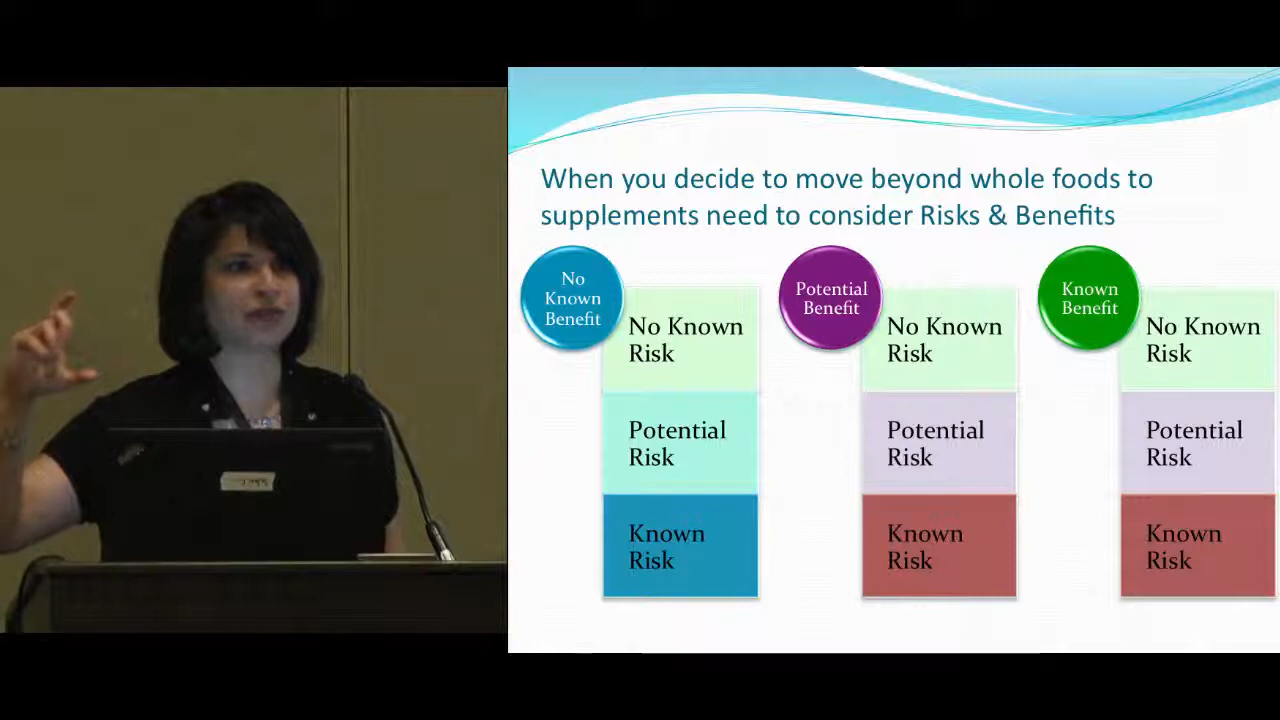 When you decide to move beyond whole foods to
supplements need to consider Risks & Benefits
No
Known
Benefit
No Known
Risk
Potential
Risk
Known
Risk
Potential
Benefit
No Known
Risk
Potential
Risk
Known
Risk
Known
Benefit
No Known
Risk
Potential
Risk
Known
Risk